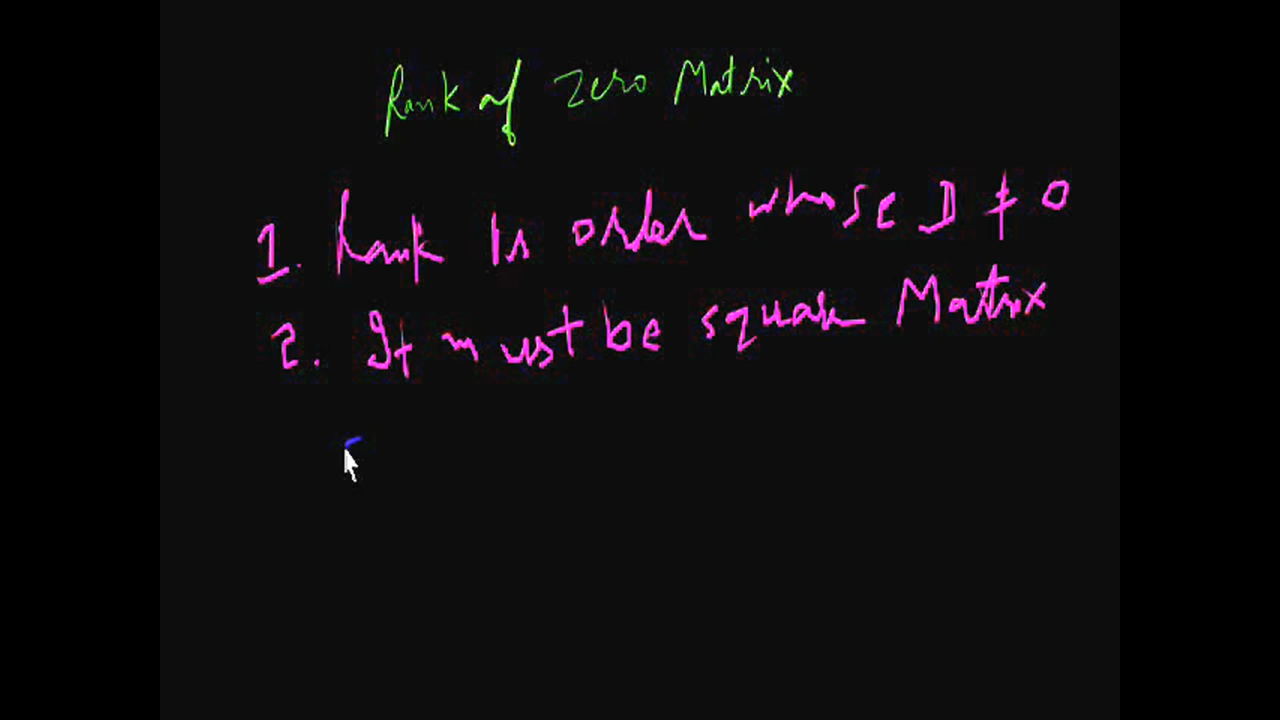 Rank of Zero Matrix
1. Rank Is order whose D ≠ 0
2. It must be square Matrix